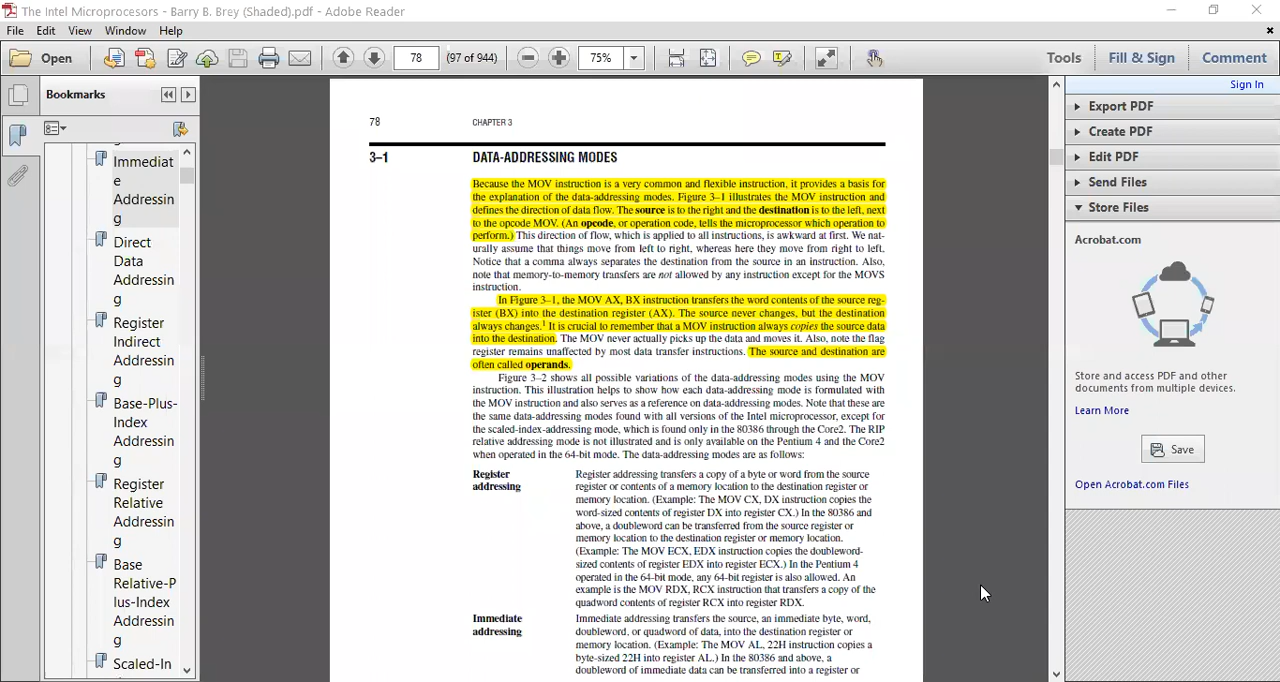 The Intel Microprocesors - Barry B. Brey (Shaded).pdf - Adobe Reader
File Edit View Window Help
Open 78 (97 of 944) 75% Tools Fill & Sign Comment
Bookmarks
Immediat
e
Addressin
g
Direct
Data
Addressin
g
Register
Indirect
Addressin
g
Base-Plus-
Index
Addressin
g
Register
Relative
Addressin
g
Base
Relative-P
lus-Index
Addressin
g
Scaled-In
78 CHAPTER 3
3–1 DATA-ADDRESSING MODES
Because the MOV instruction is a very common and flexible instruction, it provides a basis for
the explanation of the data-addressing modes. Figure 3–1 illustrates the MOV instruction and
defines the direction of data flow. The source is to the right and the destination is to the left, next
to the opcode MOV. (An opcode, or operation code, tells the microprocessor which operation to
perform.) This direction of flow, which is applied to all instructions, is awkward at first. We nat-
urally assume that things move from left to right, whereas here they move from right to left.
Notice that a comma always separates the destination from the source in an instruction. Also,
note that memory-to-memory transfers are not allowed by any instruction except for the MOVS
instruction.
In Figure 3–1, the MOV AX, BX instruction transfers the word contents of the source reg-
ister (BX) into the destination register (AX). The source never changes, but the destination
always changes.1 It is crucial to remember that a MOV instruction always copies the source data
into the destination. The MOV never actually picks up the data and moves it. Also, note the flag
register remains unaffected by most data transfer instructions. The source and destination are
often called operands.
Figure 3–2 shows all possible variations of the data-addressing modes using the MOV
instruction. This illustration helps to show how each data-addressing mode is formulated with
the MOV instruction and also serves as a reference on data-addressing modes. Note that these are
the same data-addressing modes found with all versions of the Intel microprocessor, except for
the scaled-index-addressing mode, which is found only in the 80386 through the Core2. The RIP
relative addressing mode is not illustrated and is only available on the Pentium 4 and the Core2
when operated in the 64-bit mode. The data-addressing modes are as follows:
Register addressing
Register addressing transfers a copy of a byte or word from the source
register or contents of a memory location to the destination register or
memory location. (Example: The MOV CX, DX instruction copies the
word-sized contents of register DX into register CX.) In the 80386 and
above, a doubleword can be transferred from the source register or
memory location to the destination register or memory location.
(Example: The MOV ECX, EDX instruction copies the doubleword-
sized contents of register EDX into register ECX.) In the Pentium 4
operated in the 64-bit mode, any 64-bit register is also allowed. An
example is the MOV RDX, RCX instruction that transfers a copy of the
quadword contents of register RCX into register RDX.
Immediate addressing
Immediate addressing transfers the source, an immediate byte, word,
doubleword, or quadword of data, into the destination register or
memory location. (Example: The MOV AL, 22H instruction copies a
byte-sized 22H into register AL.) In the 80386 and above, a
doubleword of immediate data can be transferred into a register or
Sign In
Export PDF
Create PDF
Edit PDF
Send Files
Store Files
Acrobat.com
Store and access PDF and other
documents from multiple devices.
Learn More
Save
Open Acrobat.com Files